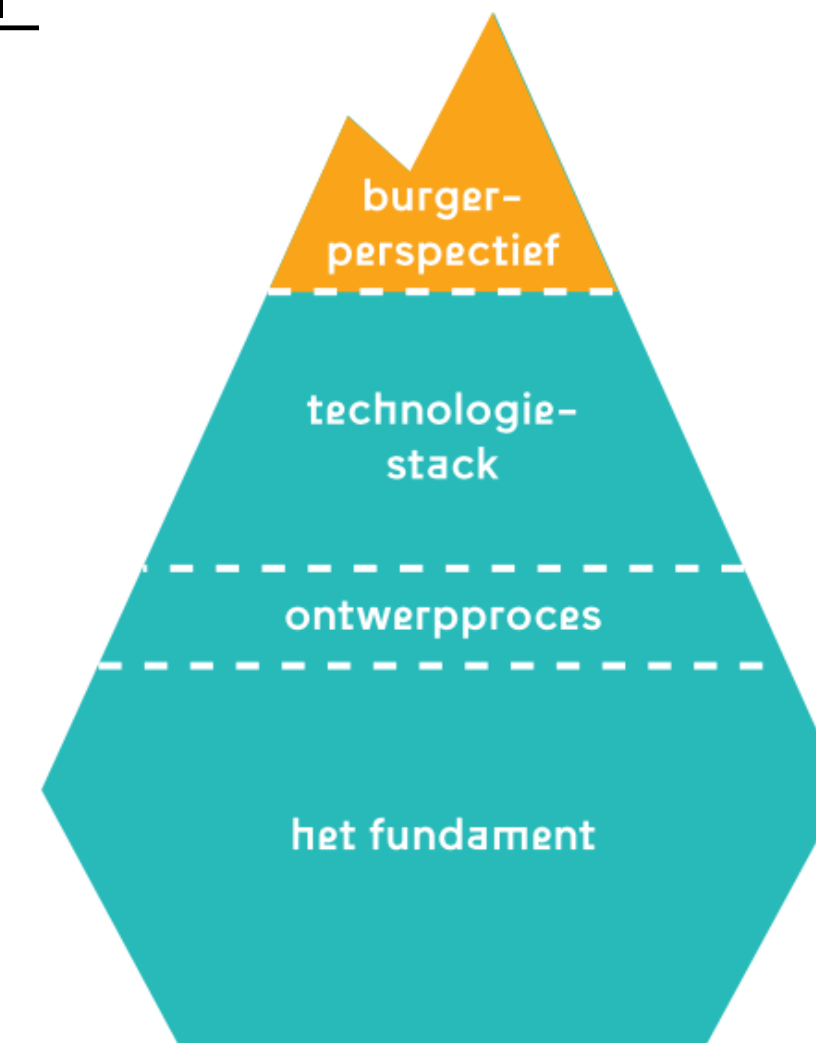 burger-
perspectief
technologie-
stack
ontwerpproces
het fundament